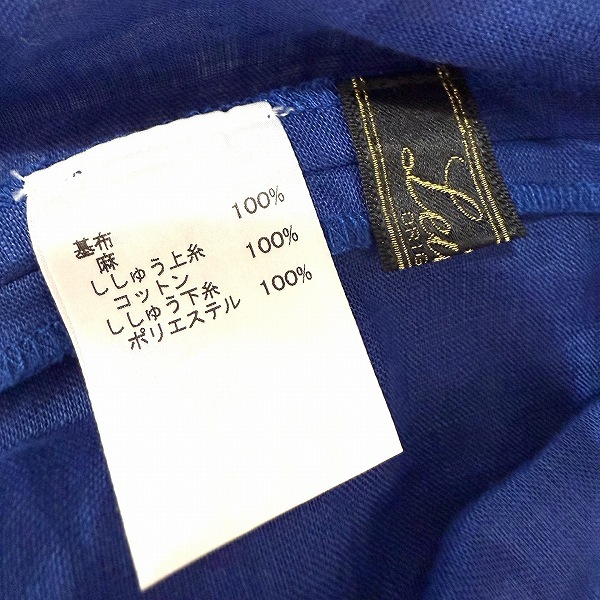 基布
麻 100%
ししゅう上糸
コットン 100%
ししゅう下糸
ポリエステル 100%